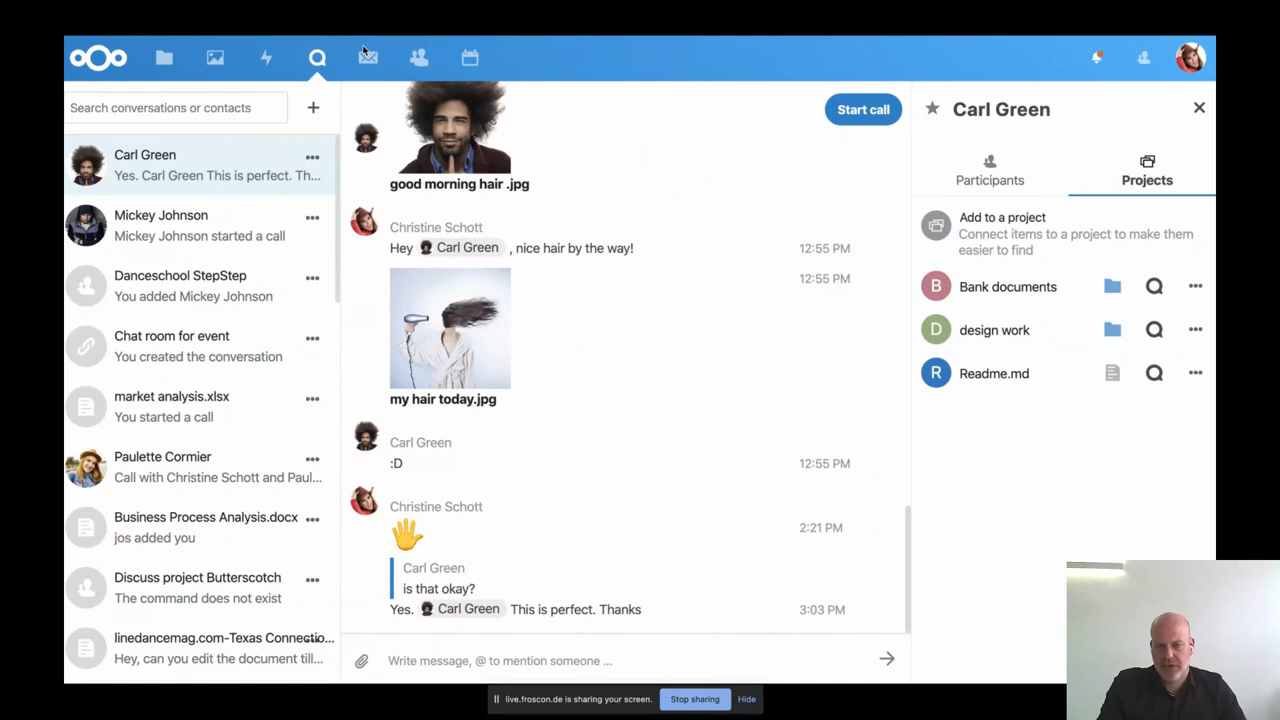 Search conversations or contacts
Carl Green
Yes. Carl Green This is perfect. Th...
Mickey Johnson
Mickey Johnson started a call
Danceschool StepStep
You added Mickey Johnson
Chat room for event
You created the conversation
market analysis.xlsx
You started a call
Paulette Cormier
Call with Christine Schott and Paul...
Business Process Analysis.docx
jos added you
Discuss project Butterscotch
The command does not exist
linedancemag.com-Texas Connectio...
Hey, can you edit the document till...
Start call
good morning hair .jpg
Christine Schott
Hey Carl Green , nice hair by the way! 12:55 PM
12:55 PM
my hair today.jpg
Carl Green
:D 12:55 PM
Christine Schott
2:21 PM
Carl Green
is that okay?
Yes. Carl Green This is perfect. Thanks 3:03 PM
Write message, @ to mention someone ...
Carl Green
Participants
Projects
Add to a project
Connect items to a project to make them
easier to find
B Bank documents
D design work
R Readme.md
live.froscon.de is sharing your screen. Stop sharing Hide